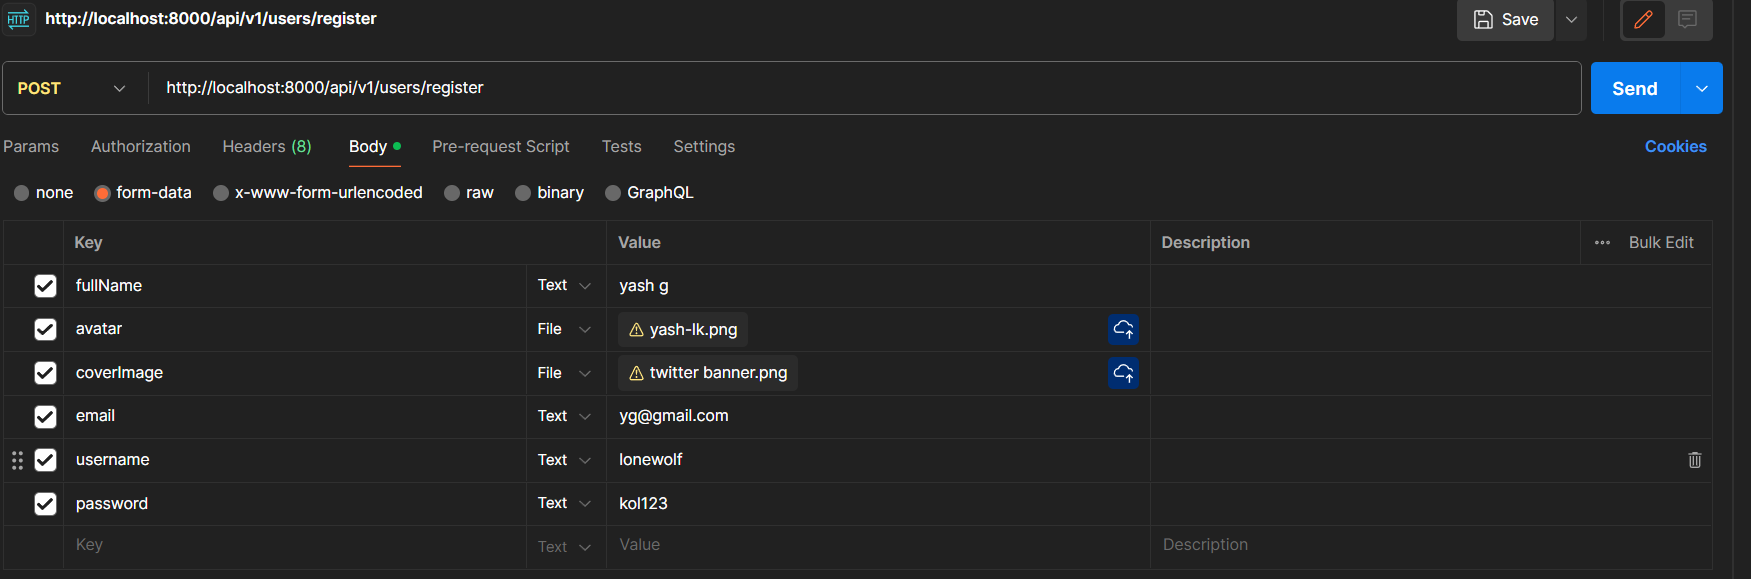 HTTP http://localhost:8000/api/v1/users/register Save
POST http://localhost:8000/api/v1/users/register Send
Params Authorization Headers (8) Body Pre-request Script Tests Settings Cookies
none form-data x-www-form-urlencoded raw binary GraphQL
Key Value Description Bulk Edit
fullName Text yash g
avatar File yash-lk.png
coverImage File twitter banner.png
email Text yg@gmail.com
username Text lonewolf
password Text kol123
Key Text Value Description